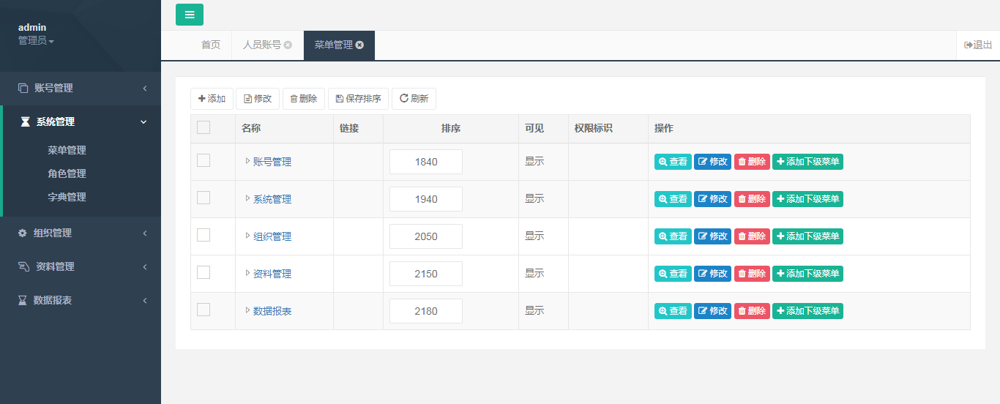 admin
管理员
账号管理
系统管理
菜单管理
角色管理
字典管理
组织管理
资料管理
数据报表
首页 人员账号 菜单管理 退出
添加 修改 删除 保存排序 刷新
名称 链接 排序 可见 权限标识 操作
账号管理 1840 显示 查看 修改 删除 添加下级菜单
系统管理 1940 显示 查看 修改 删除 添加下级菜单
组织管理 2050 显示 查看 修改 删除 添加下级菜单
资料管理 2150 显示 查看 修改 删除 添加下级菜单
数据报表 2180 显示 查看 修改 删除 添加下级菜单